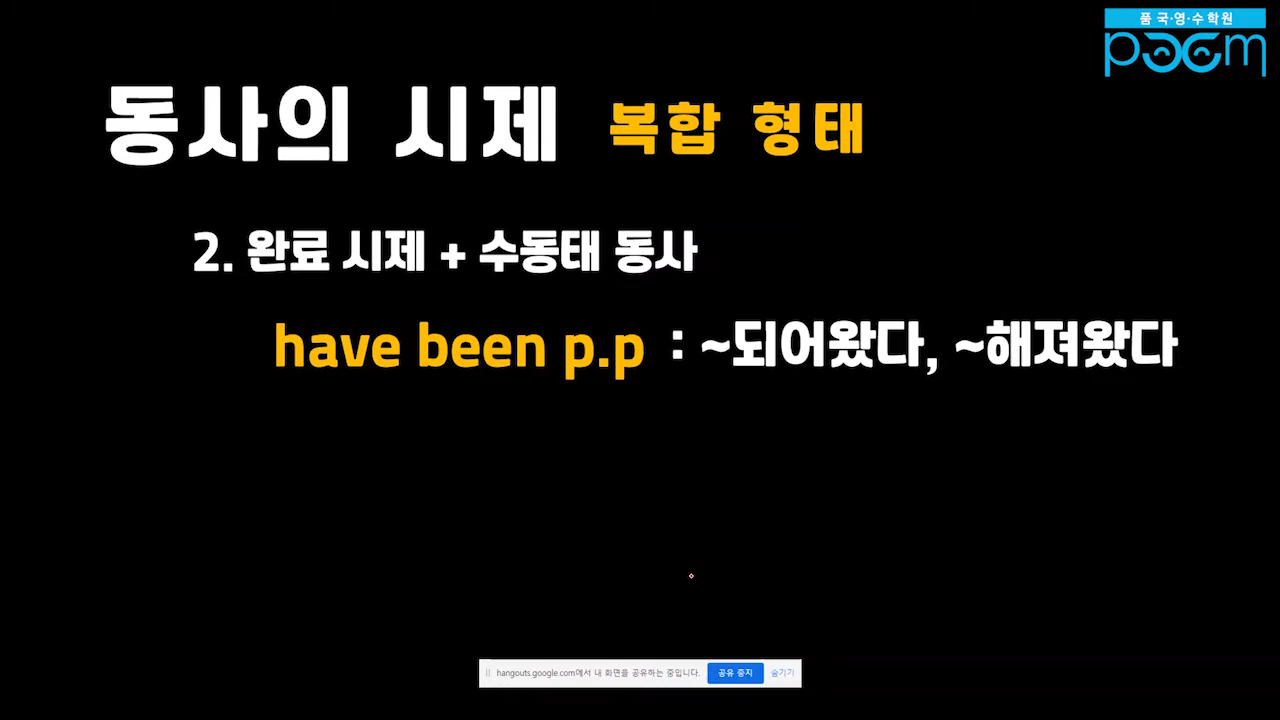 품 국·영·수 학원
poem
동사의 시제 복합 형태
2. 완료 시제 + 수동태 동사
have been p.p : ~되어왔다, ~해져왔다
hangouts.google.com에서 내 화면을 공유하는 중입니다. 공유 중지 숨기기